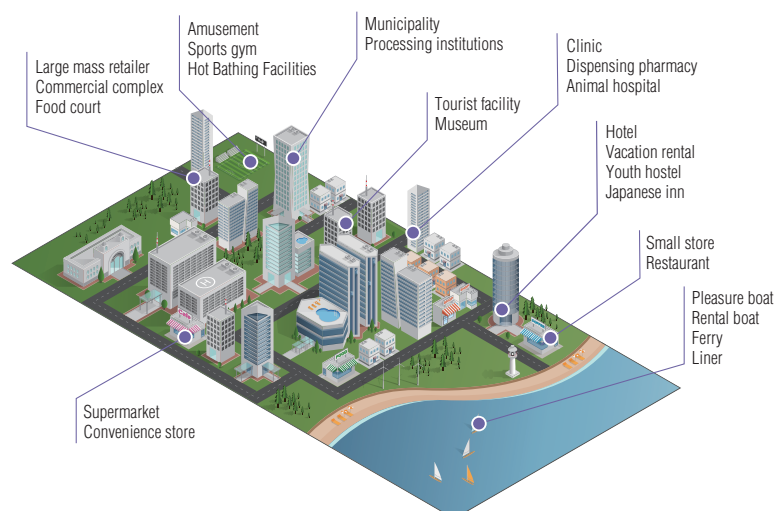 Amusement
Sports gym
Hot Bathing Facilities
Municipality
Processing institutions
Clinic
Dispensing pharmacy
Animal hospital
Large mass retailer
Commercial complex
Food court
Tourist facility
Museum
Hotel
Vacation rental
Youth hostel
Japanese inn
Small store
Restaurant
Pleasure boat
Rental boat
Ferry
Liner
H
Supermarket
Convenience store